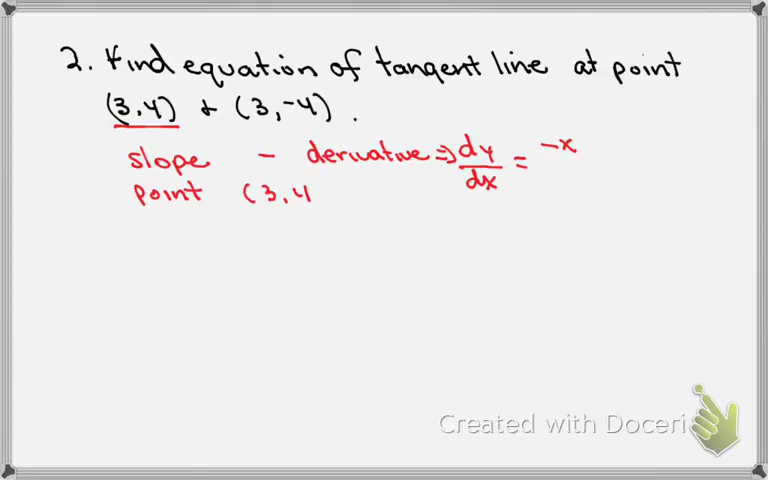 2. Find equation of tangent line at point
(3,4) & (3,-4).
slope - derivative => dy/dx = -x
point (3,4
Created with Doceri